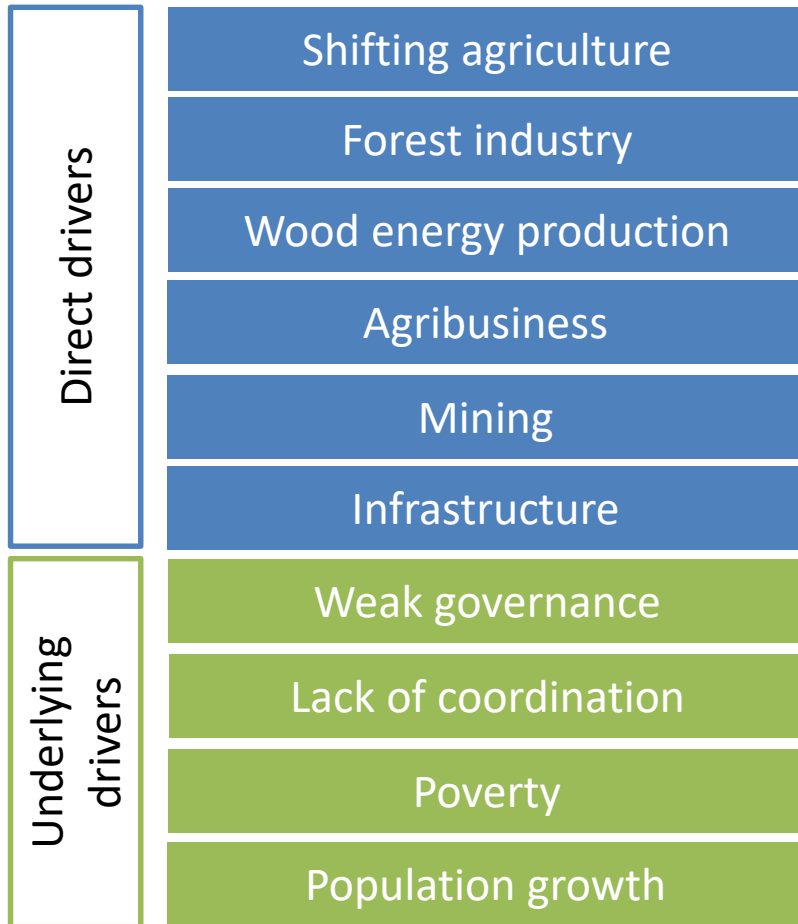 Direct drivers
Shifting agriculture
Forest industry
Wood energy production
Agribusiness
Mining
Infrastructure
Underlying
drivers
Weak governance
Lack of coordination
Poverty
Population growth